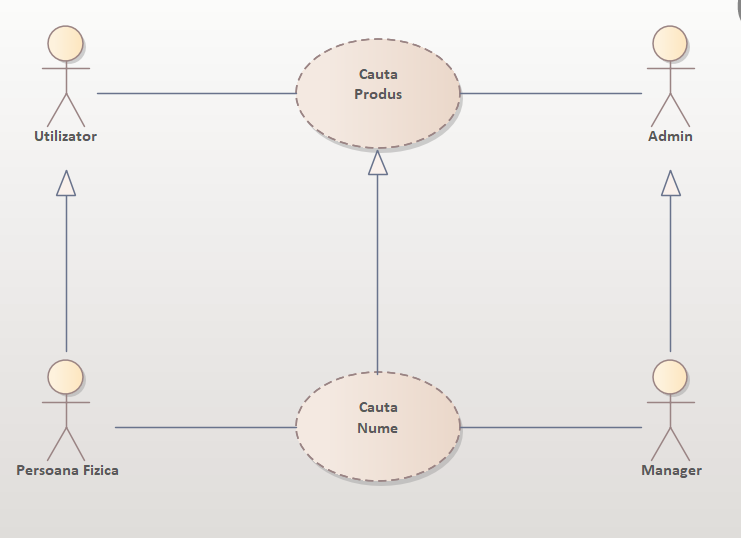 Cauta
Produs
Utilizator
Admin
Cauta
Nume
Persoana Fizica
Manager